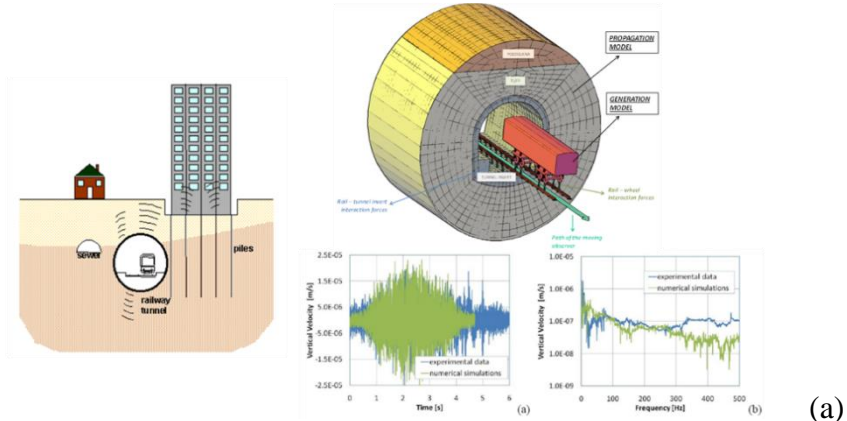 sewer
piles
railway
tunnel
PROPAGATION
MODEL
GENERATION
MODEL
TUNNEL INVERT
Rail - tunnel invert
interaction forces
Rail - wheel
interaction forces
Path of the moving
observer
Vertical Velocity [m/s]
2.5E-05
1.5E-05
5.0E-06
-5.0E-06
-1.5E-05
-2.5E-05
experimental data
numerical simulations
0 1 2 3 4 5 6
Time [s]
(a)
Vertical Velocity [m/s]
1.0E-05
1.0E-06
1.0E-07
1.0E-08
1.0E-09
experimental data
numerical simulations
0 100 200 300 400 500
Frequency [Hz]
(b)
(a)